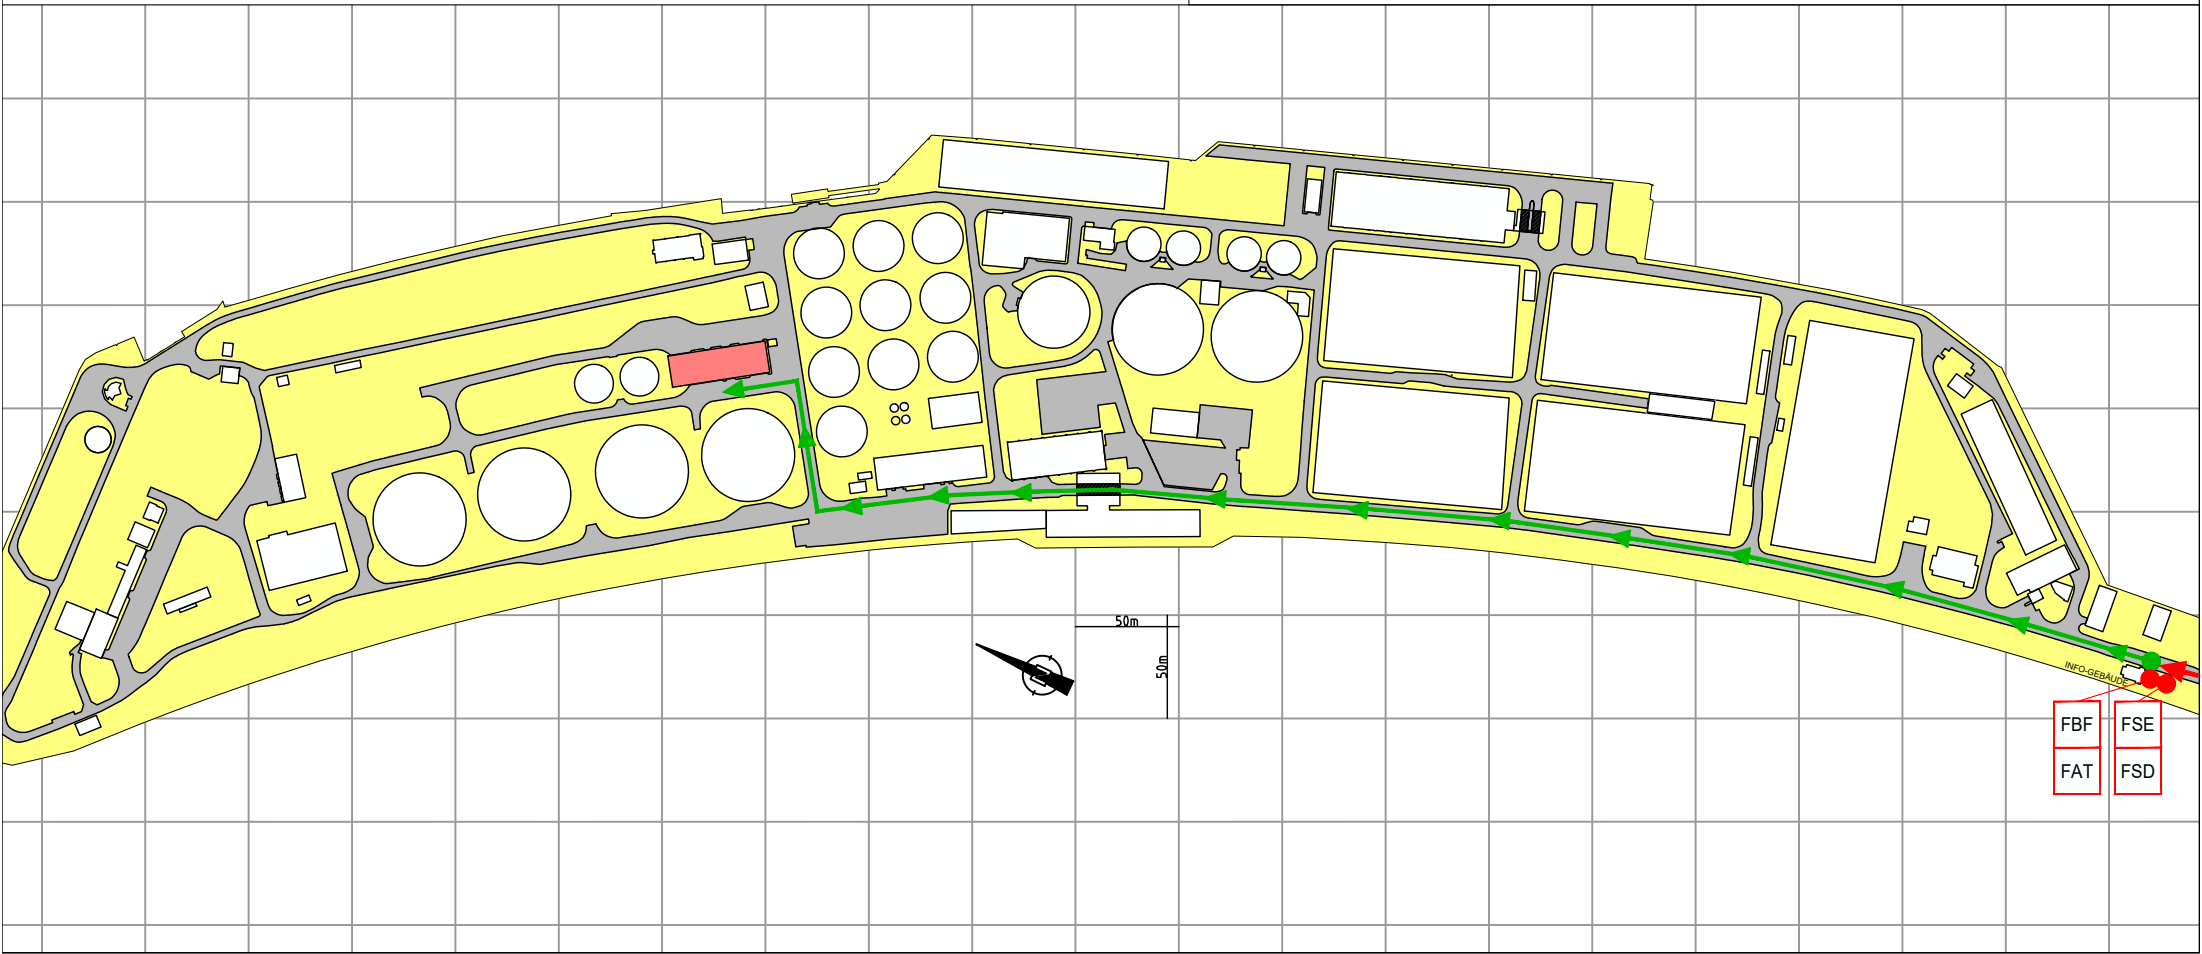 50m
50m
INFO-GEBÄUDE
FBF FSE
FAT FSD